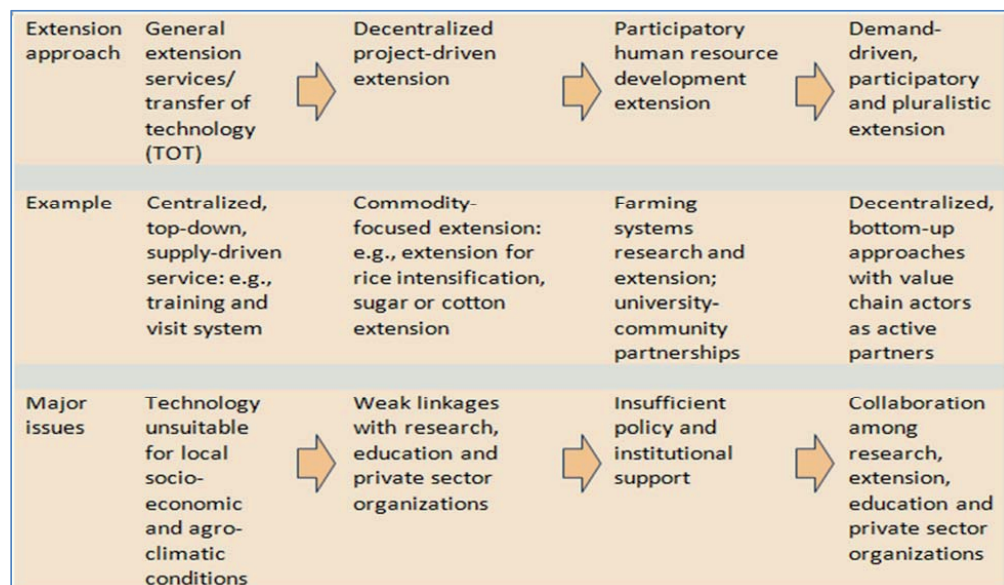 Extension
approach
General
extension
services/
transfer of
technology
(TOT)
Decentralized
project-driven
extension
Participatory
human resource
development
extension
Demand-
driven,
participatory
and pluralistic
extension
Example
Centralized,
top-down,
supply-driven
service: e.g.,
training and
visit system
Commodity-
focused extension:
e.g., extension for
rice intensification,
sugar or cotton
extension
Farming
systems
research and
extension;
university-
community
partnerships
Decentralized,
bottom-up
approaches
with value
chain actors
as active
partners
Major
issues
Technology
unsuitable
for local
socio-
economic
and agro-
climatic
conditions
Weak linkages
with research,
education and
private sector
organizations
Insufficient
policy and
institutional
support
Collaboration
among
research,
extension,
education and
private sector
organizations